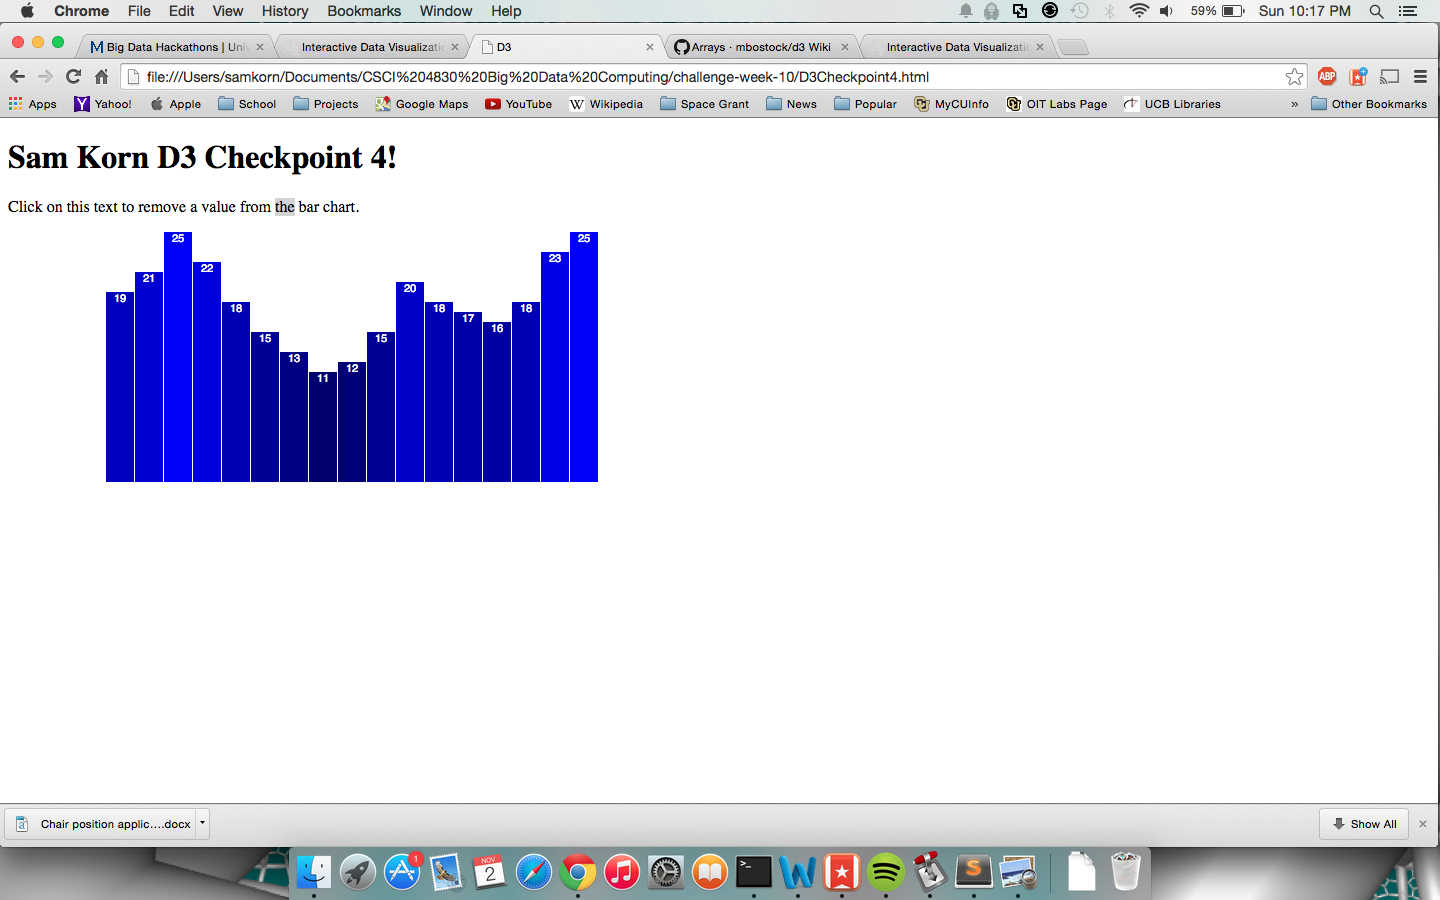 Chrome File Edit View History Bookmarks Window Help 59% Sun 10:17 PM
Big Data Hackathons | Uni Interactive Data Visualizati D3 Arrays · mbostock/d3 Wiki Interactive Data Visualizati
file:///Users/samkorn/Documents/CSCI%204830%20Big%20Data%20Computing/challenge-week-10/D3Checkpoint4.html ABP
Apps Yahoo! Apple School Projects Google Maps YouTube W Wikipedia Space Grant News Popular MyCUInfo OIT Labs Page UCB Libraries » Other Bookmarks
Sam Korn D3 Checkpoint 4!
Click on this text to remove a value from the bar chart.
19 21 25 22 18 15 13 11 12 15 20 18 17 16 18 23 25
Chair position applic....docx Show All
1 NOV 2